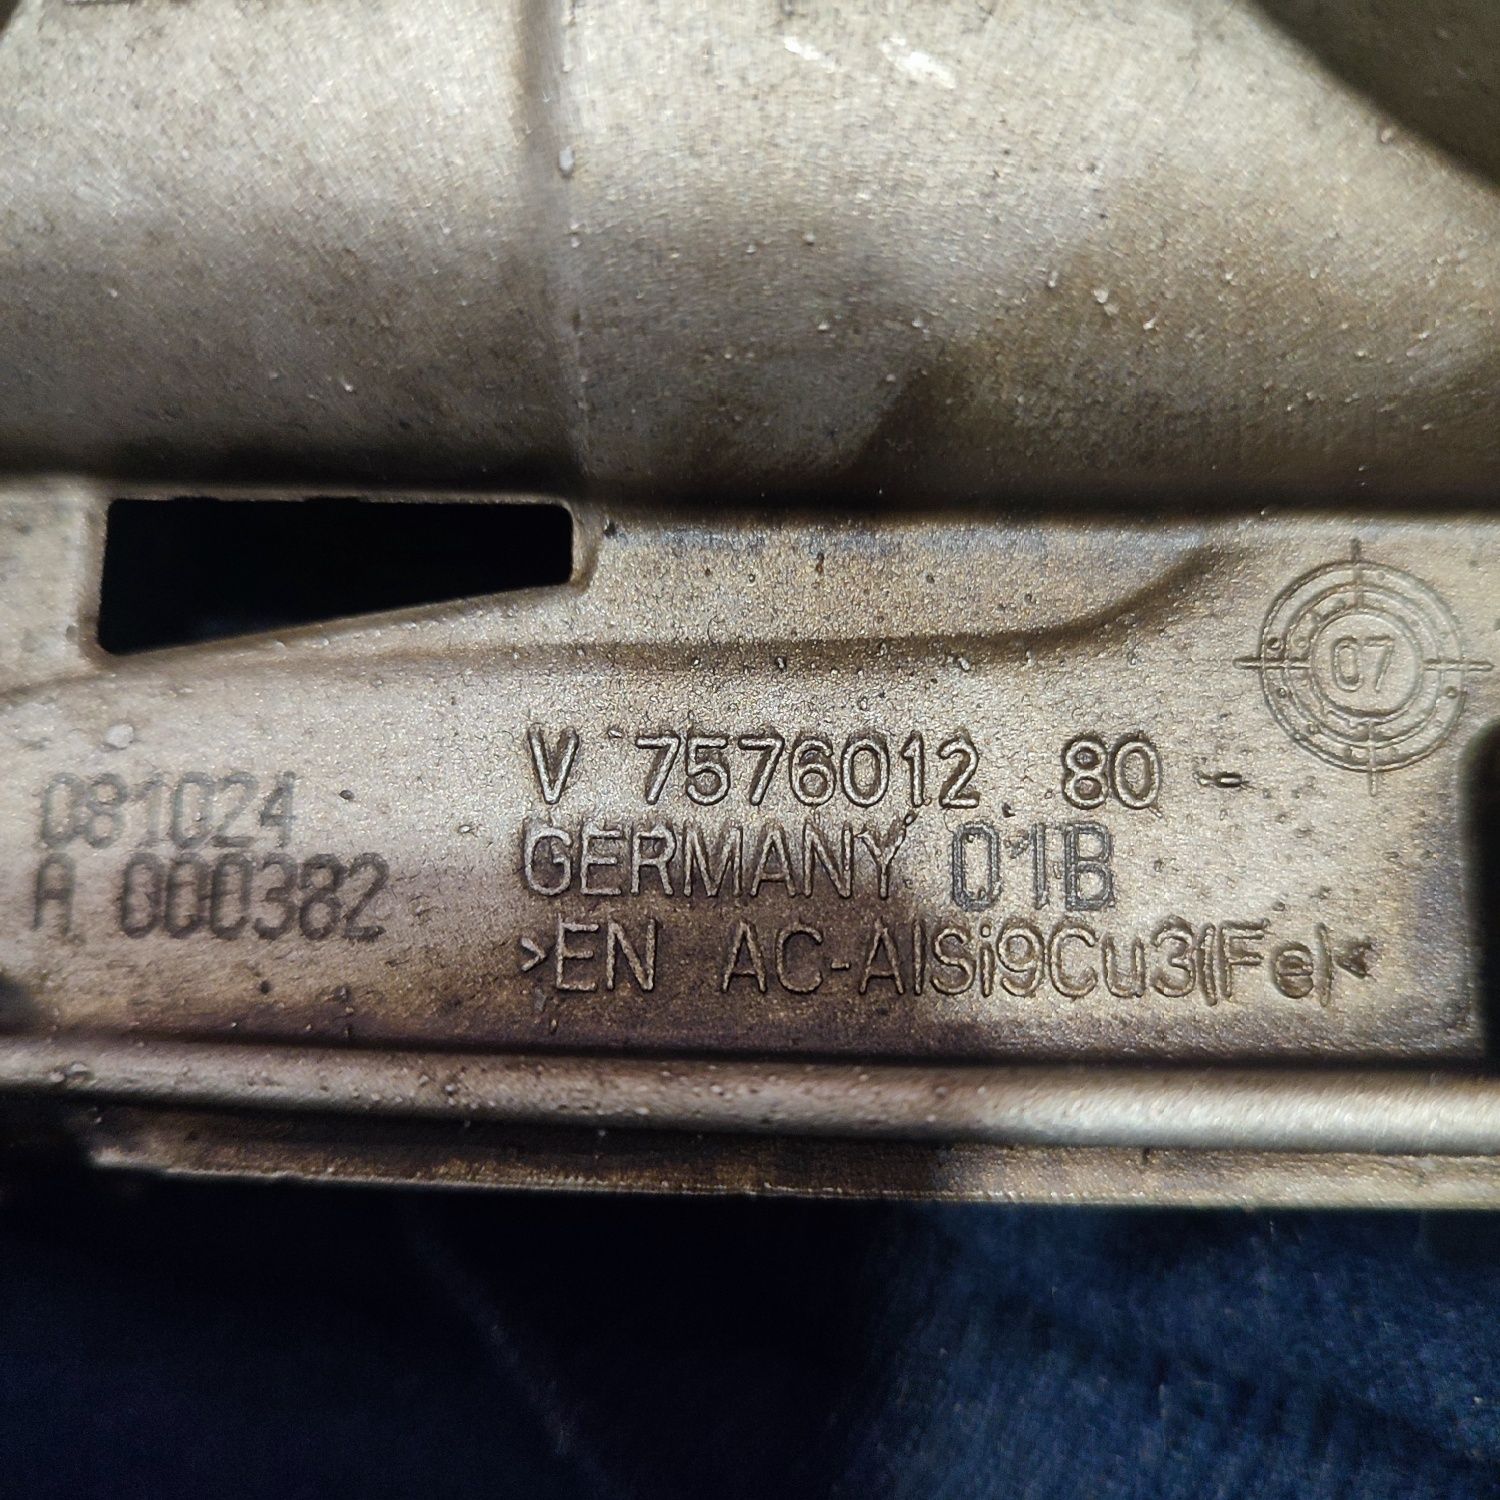 07
V 7576012 80
081024
GERMANY 01B
A 000382
>EN AC-AlSi9Cu3(Fe)<